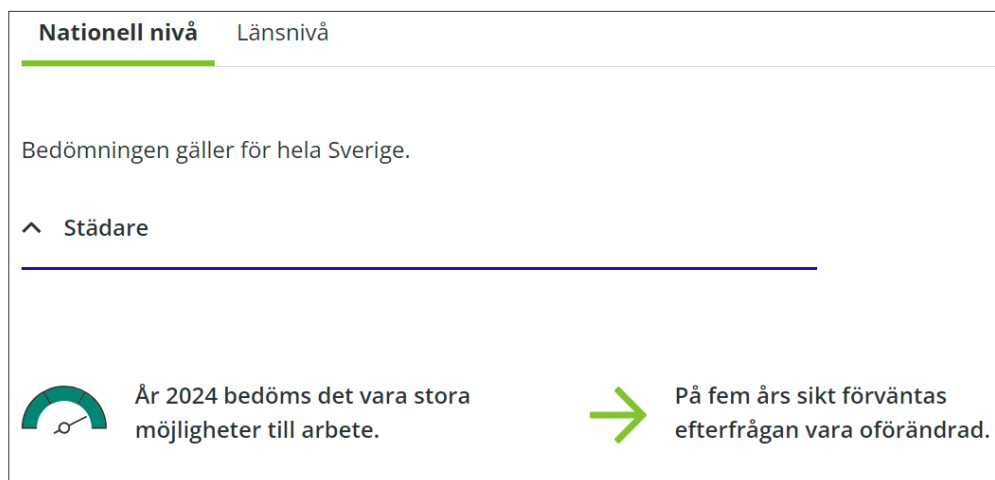 Nationell nivå Länsnivå
Bedömningen gäller för hela Sverige.
Städare
År 2024 bedöms det vara stora
möjligheter till arbete.
På fem års sikt förväntas
efterfrågan vara oförändrad.